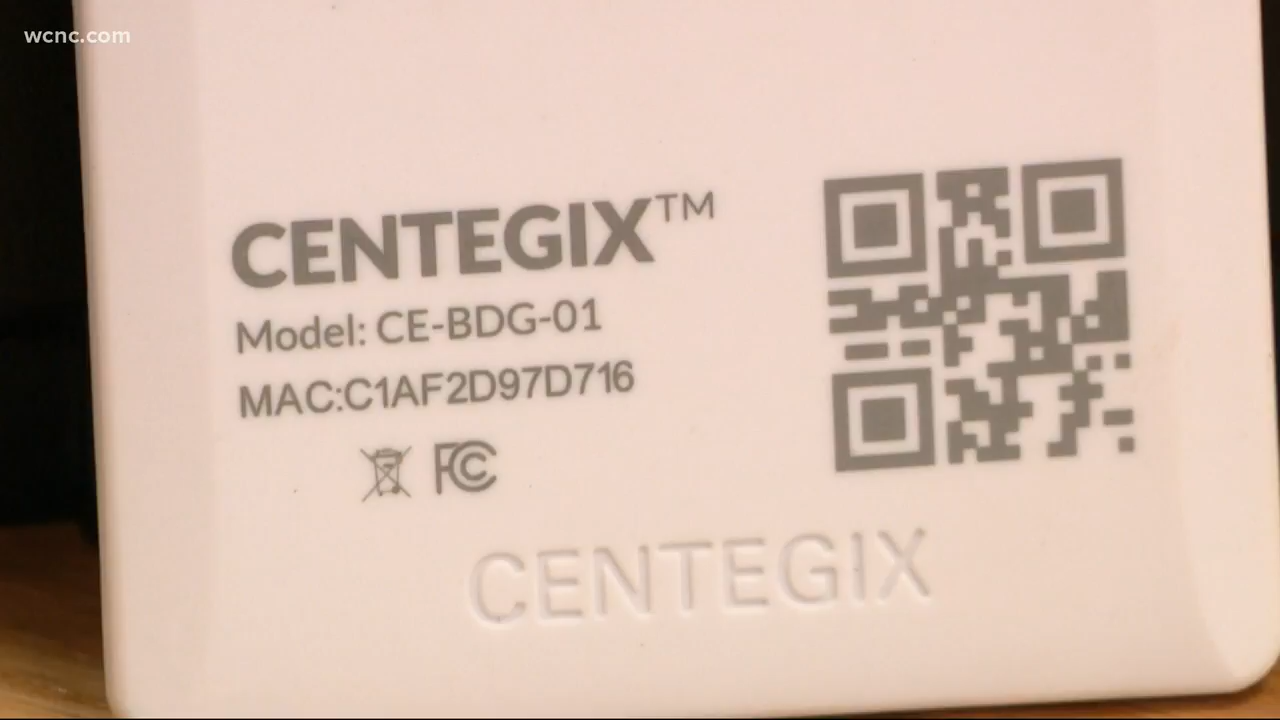 wcnc.com
CENTEGIX™
Model: CE-BDG-01
MAC:C1AF2D97D716
FC
CENTEGIX